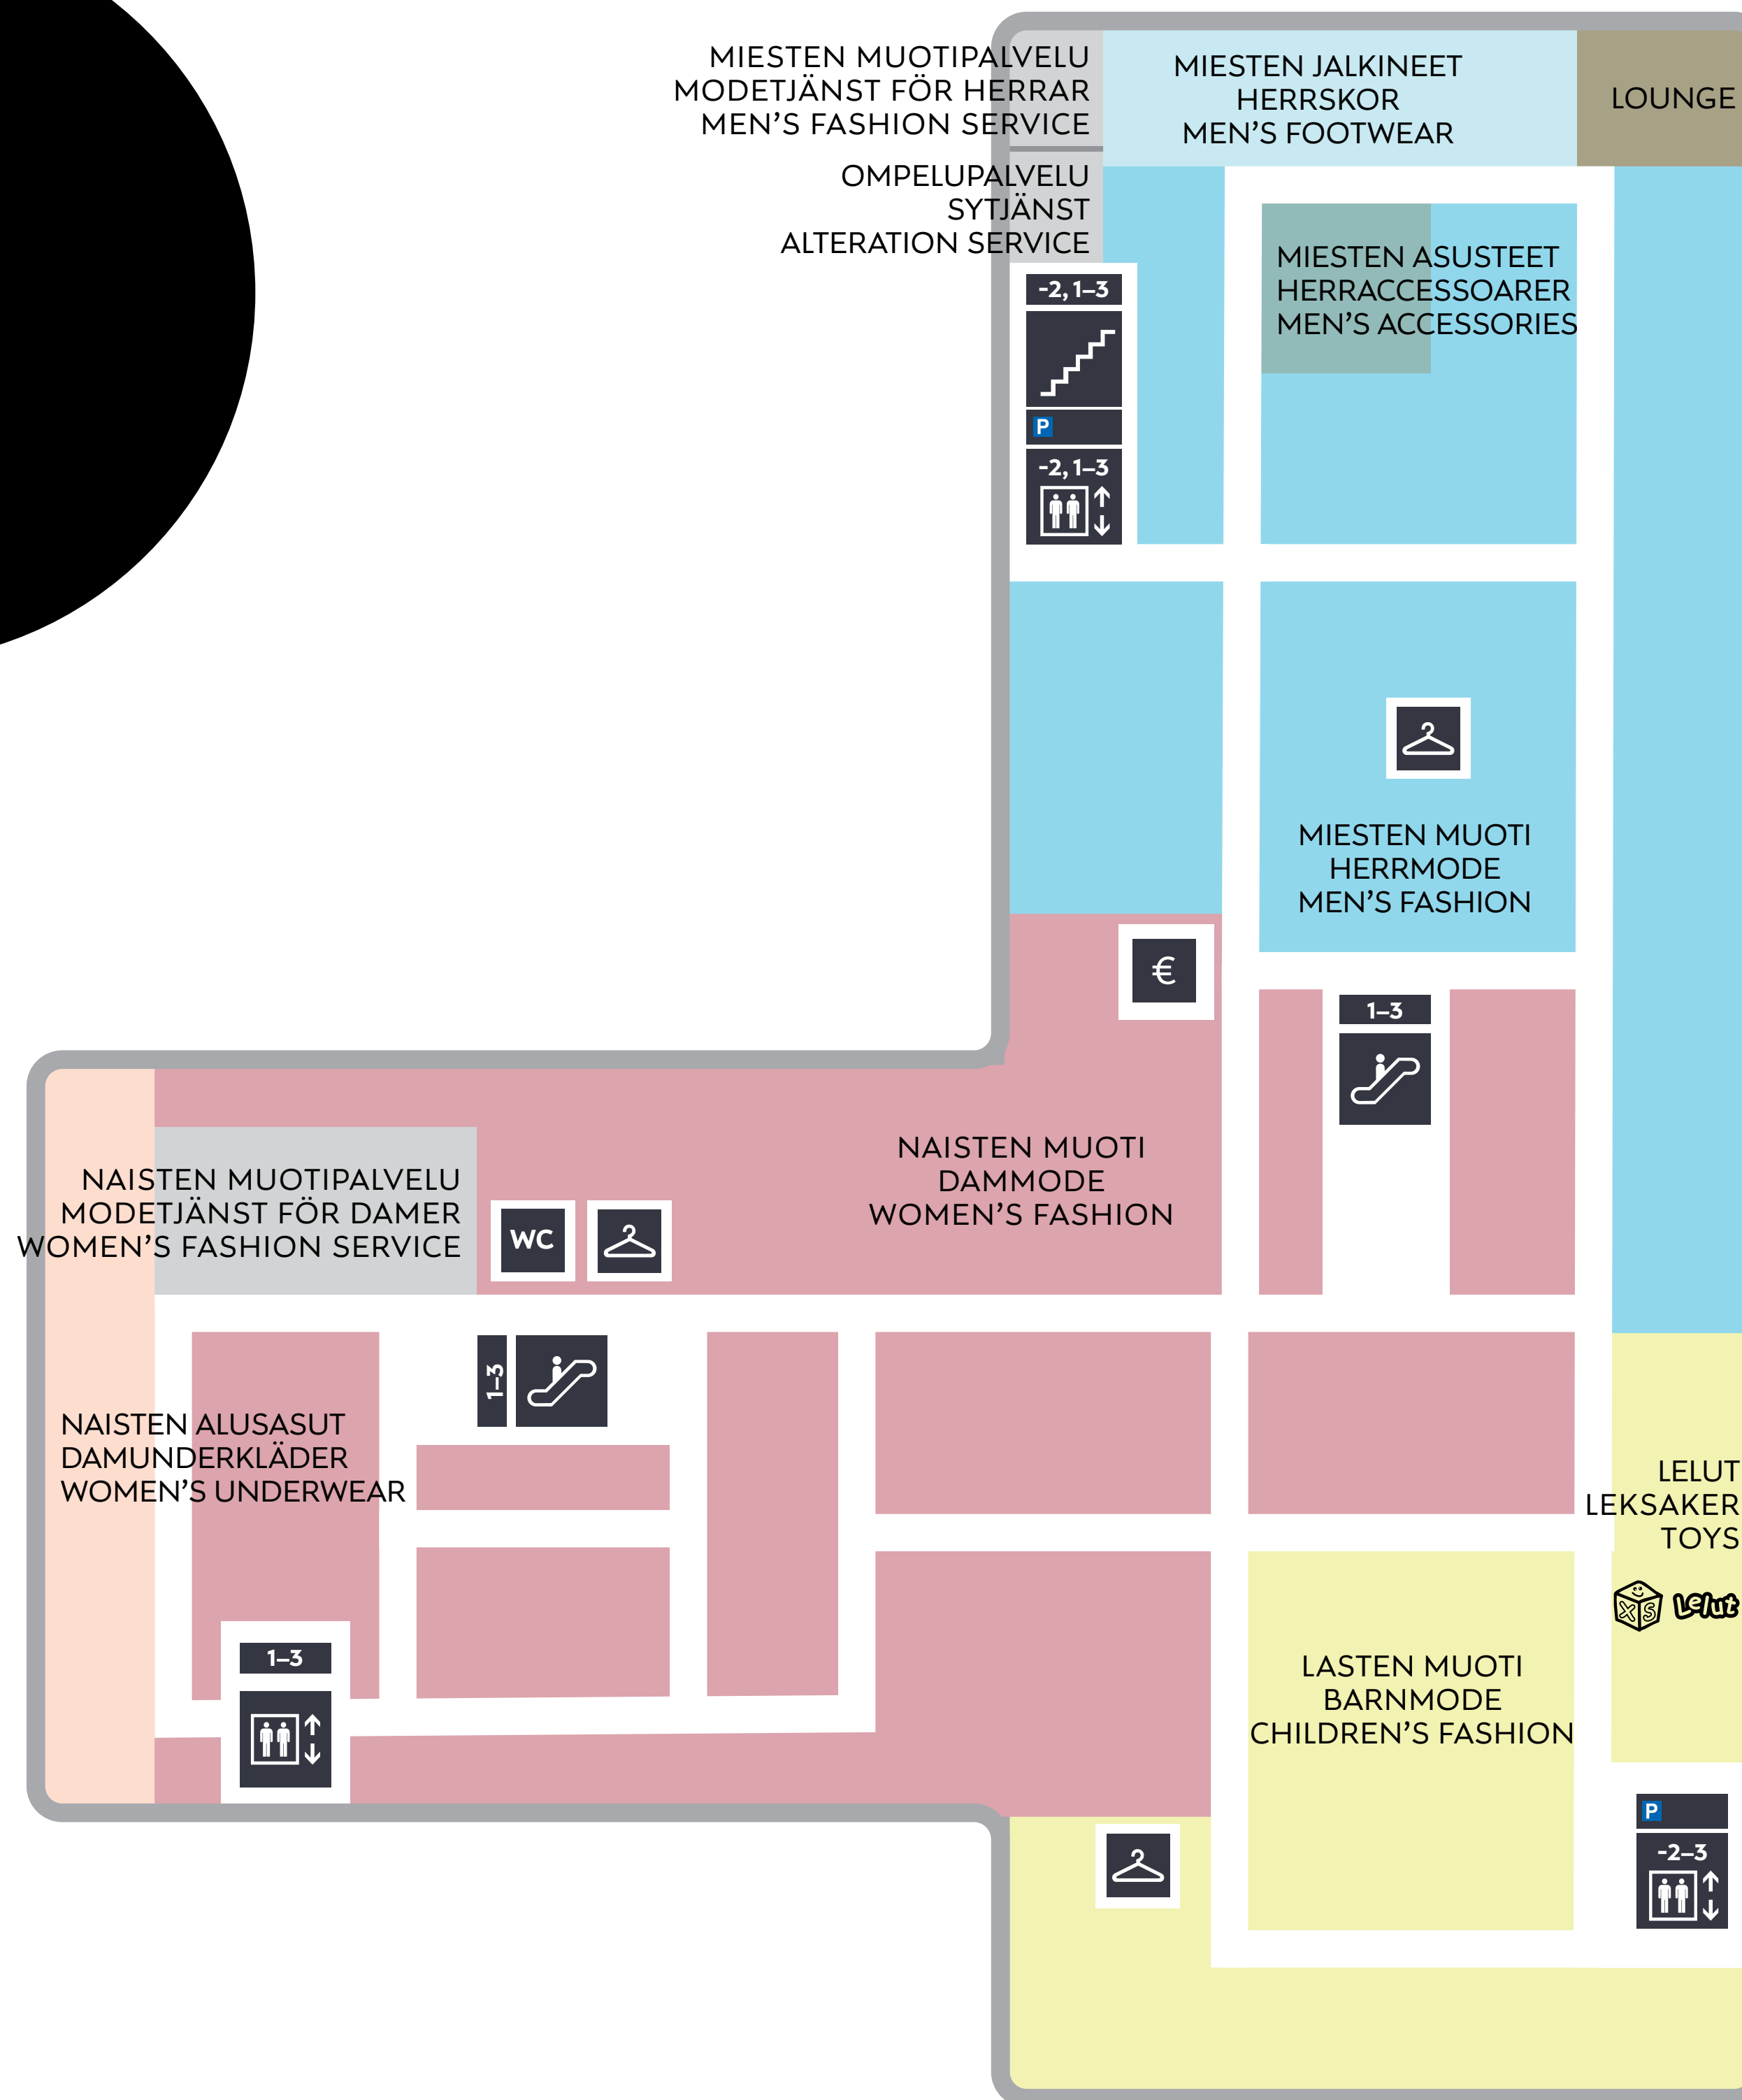 MIESTEN MUOTIPALVELU
MODETJÄNST FÖR HERRAR
MEN'S FASHION SERVICE
MIESTEN JALKINEET
HERRSKOR
MEN'S FOOTWEAR
LOUNGE
OMPELUPALVELU
SYTJÄNST
ALTERATION SERVICE
MIESTEN ASUSTEET
HERRACCESSOARER
MEN'S ACCESSORIES
-2, 1–3
P
-2, 1–3
MIESTEN MUOTI
HERRMODE
MEN'S FASHION
€
1–3
NAISTEN MUOTI
DAMMODE
WOMEN'S FASHION
NAISTEN MUOTIPALVELU
MODETJÄNST FÖR DAMER
WOMEN'S FASHION SERVICE
WC
1–3
NAISTEN ALUSASUT
DAMUNDERKLÄDER
WOMEN'S UNDERWEAR
LELUT
LEKSAKER
TOYS
XS Lelut
1–3
LASTEN MUOTI
BARNMODE
CHILDREN'S FASHION
P
-2–3